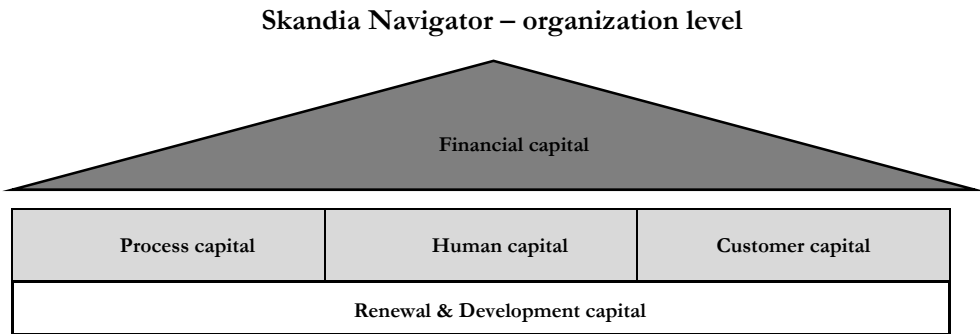 Skandia Navigator – organization level
Financial capital
Process capital
Human capital
Customer capital
Renewal & Development capital